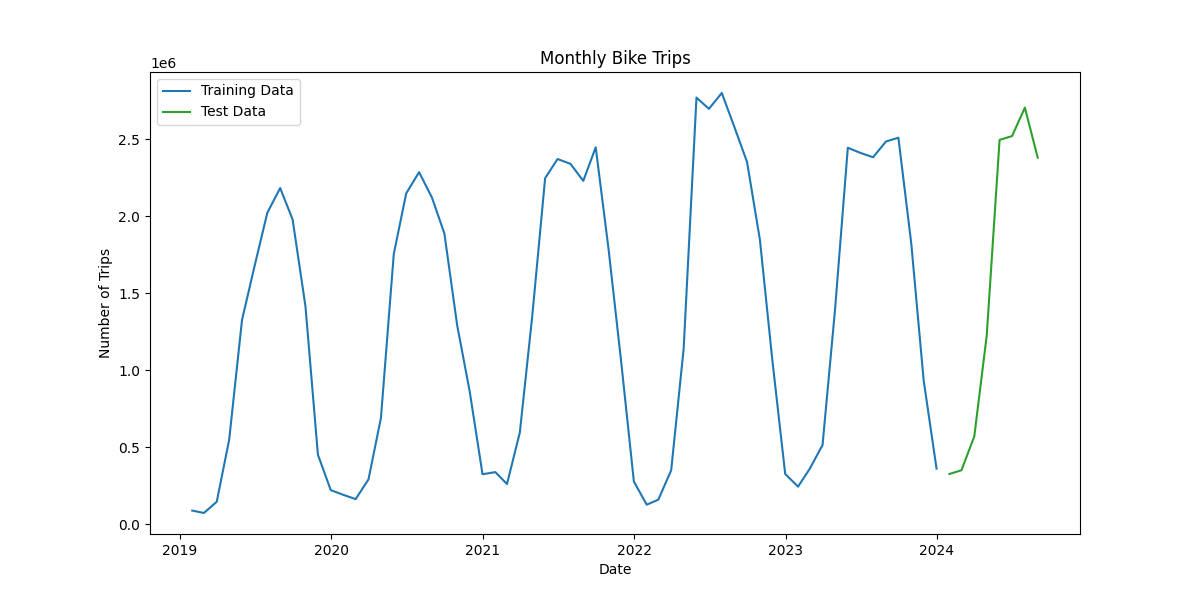 Monthly Bike Trips
1e6
Training Data
Test Data
2.5
2.0
1.5
1.0
0.5
0.0
Number of Trips
2019 2020 2021 2022 2023 2024
Date